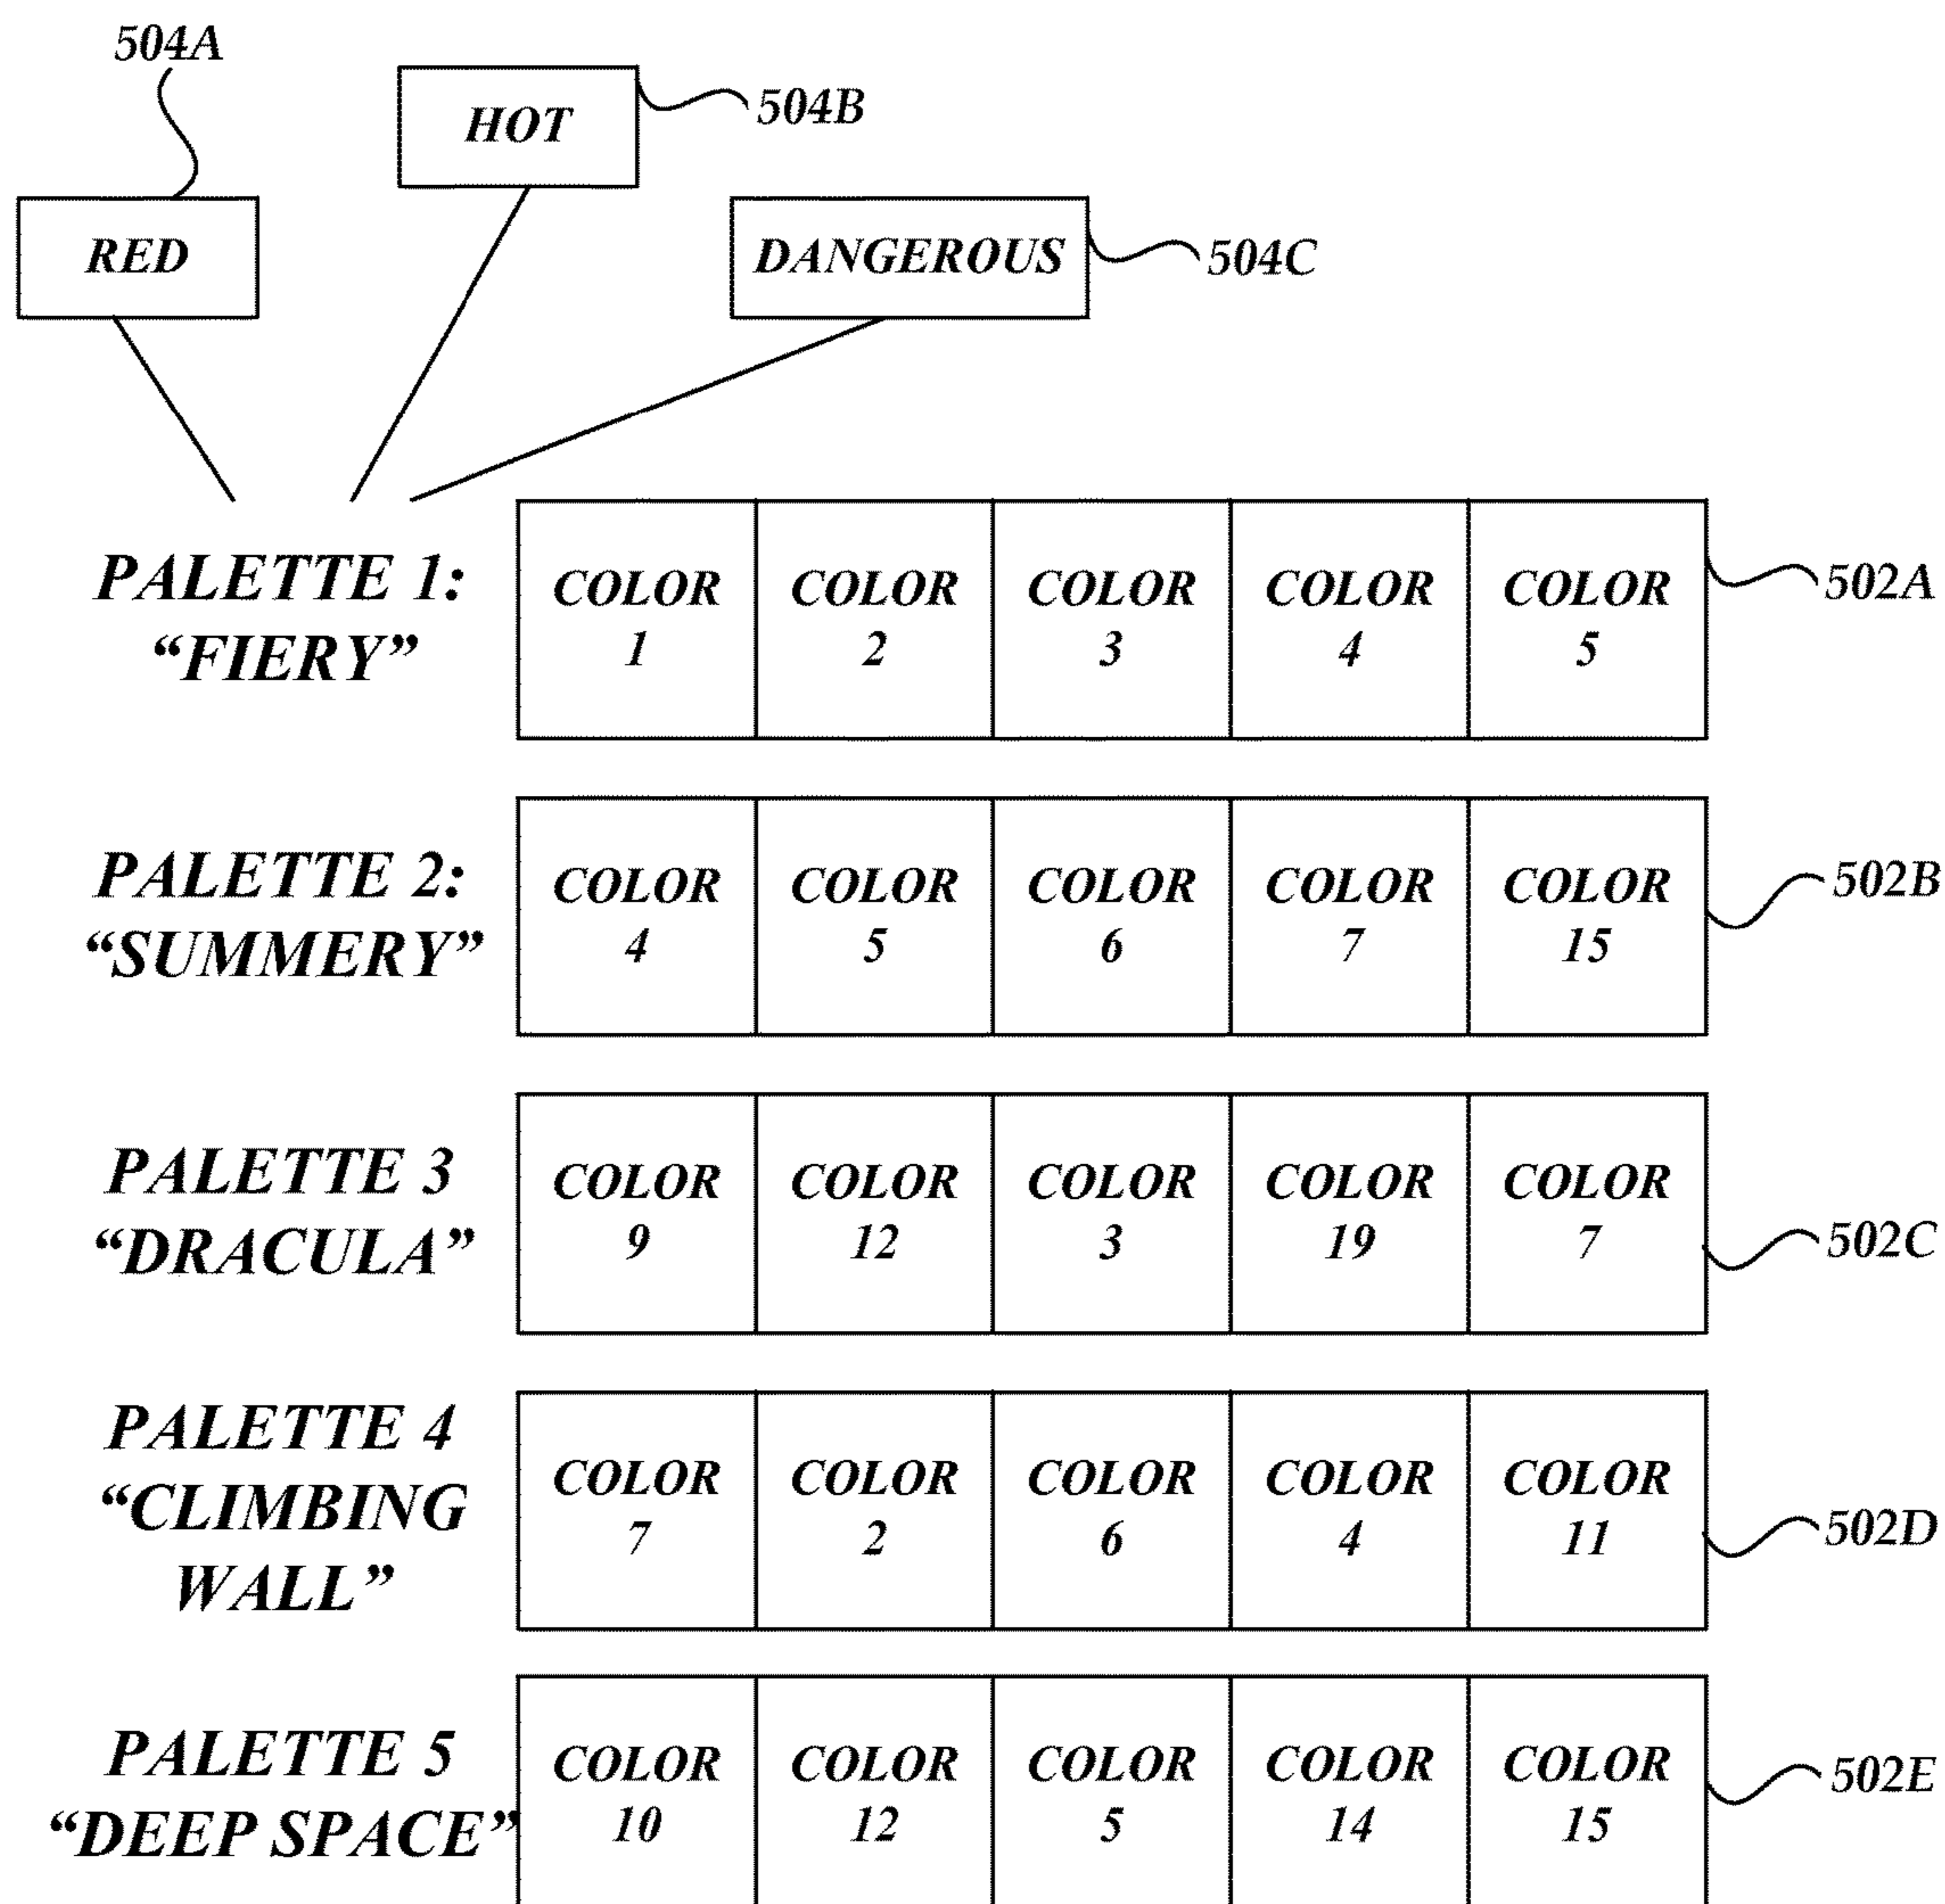 504A
HOT
504B
RED
DANGEROUS
504C
PALETTE 1:
“FIERY”
COLOR
1
COLOR
2
COLOR
3
COLOR
4
COLOR
5
502A
PALETTE 2:
“SUMMERY”
COLOR
4
COLOR
5
COLOR
6
COLOR
7
COLOR
15
502B
PALETTE 3
“DRACULA”
COLOR
9
COLOR
12
COLOR
3
COLOR
19
COLOR
7
502C
PALETTE 4
“CLIMBING
WALL”
COLOR
7
COLOR
2
COLOR
6
COLOR
4
COLOR
11
502D
PALETTE 5
“DEEP SPACE”
COLOR
10
COLOR
12
COLOR
5
COLOR
14
COLOR
15
502E